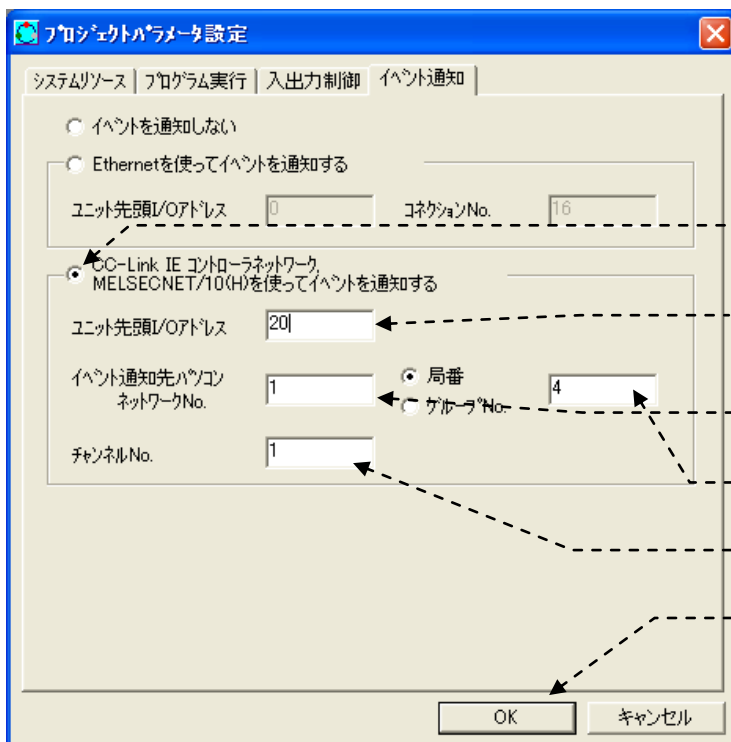 プロジェクトパラメータ設定
システムリソース プログラム実行 入出力制御 イベント通知
イベントを通知しない
Ethernetを使ってイベントを通知する
ユニット先頭I/Oアドレス 0 コネクションNo. 16
CC-Link IE コントローラネットワーク,
MELSECNET/10(H)を使ってイベントを通知する
ユニット先頭I/Oアドレス 20
イベント通知先パソコン
ネットワークNo. 1 局番 4
グループNo.
チャンネルNo. 1
OK キャンセル